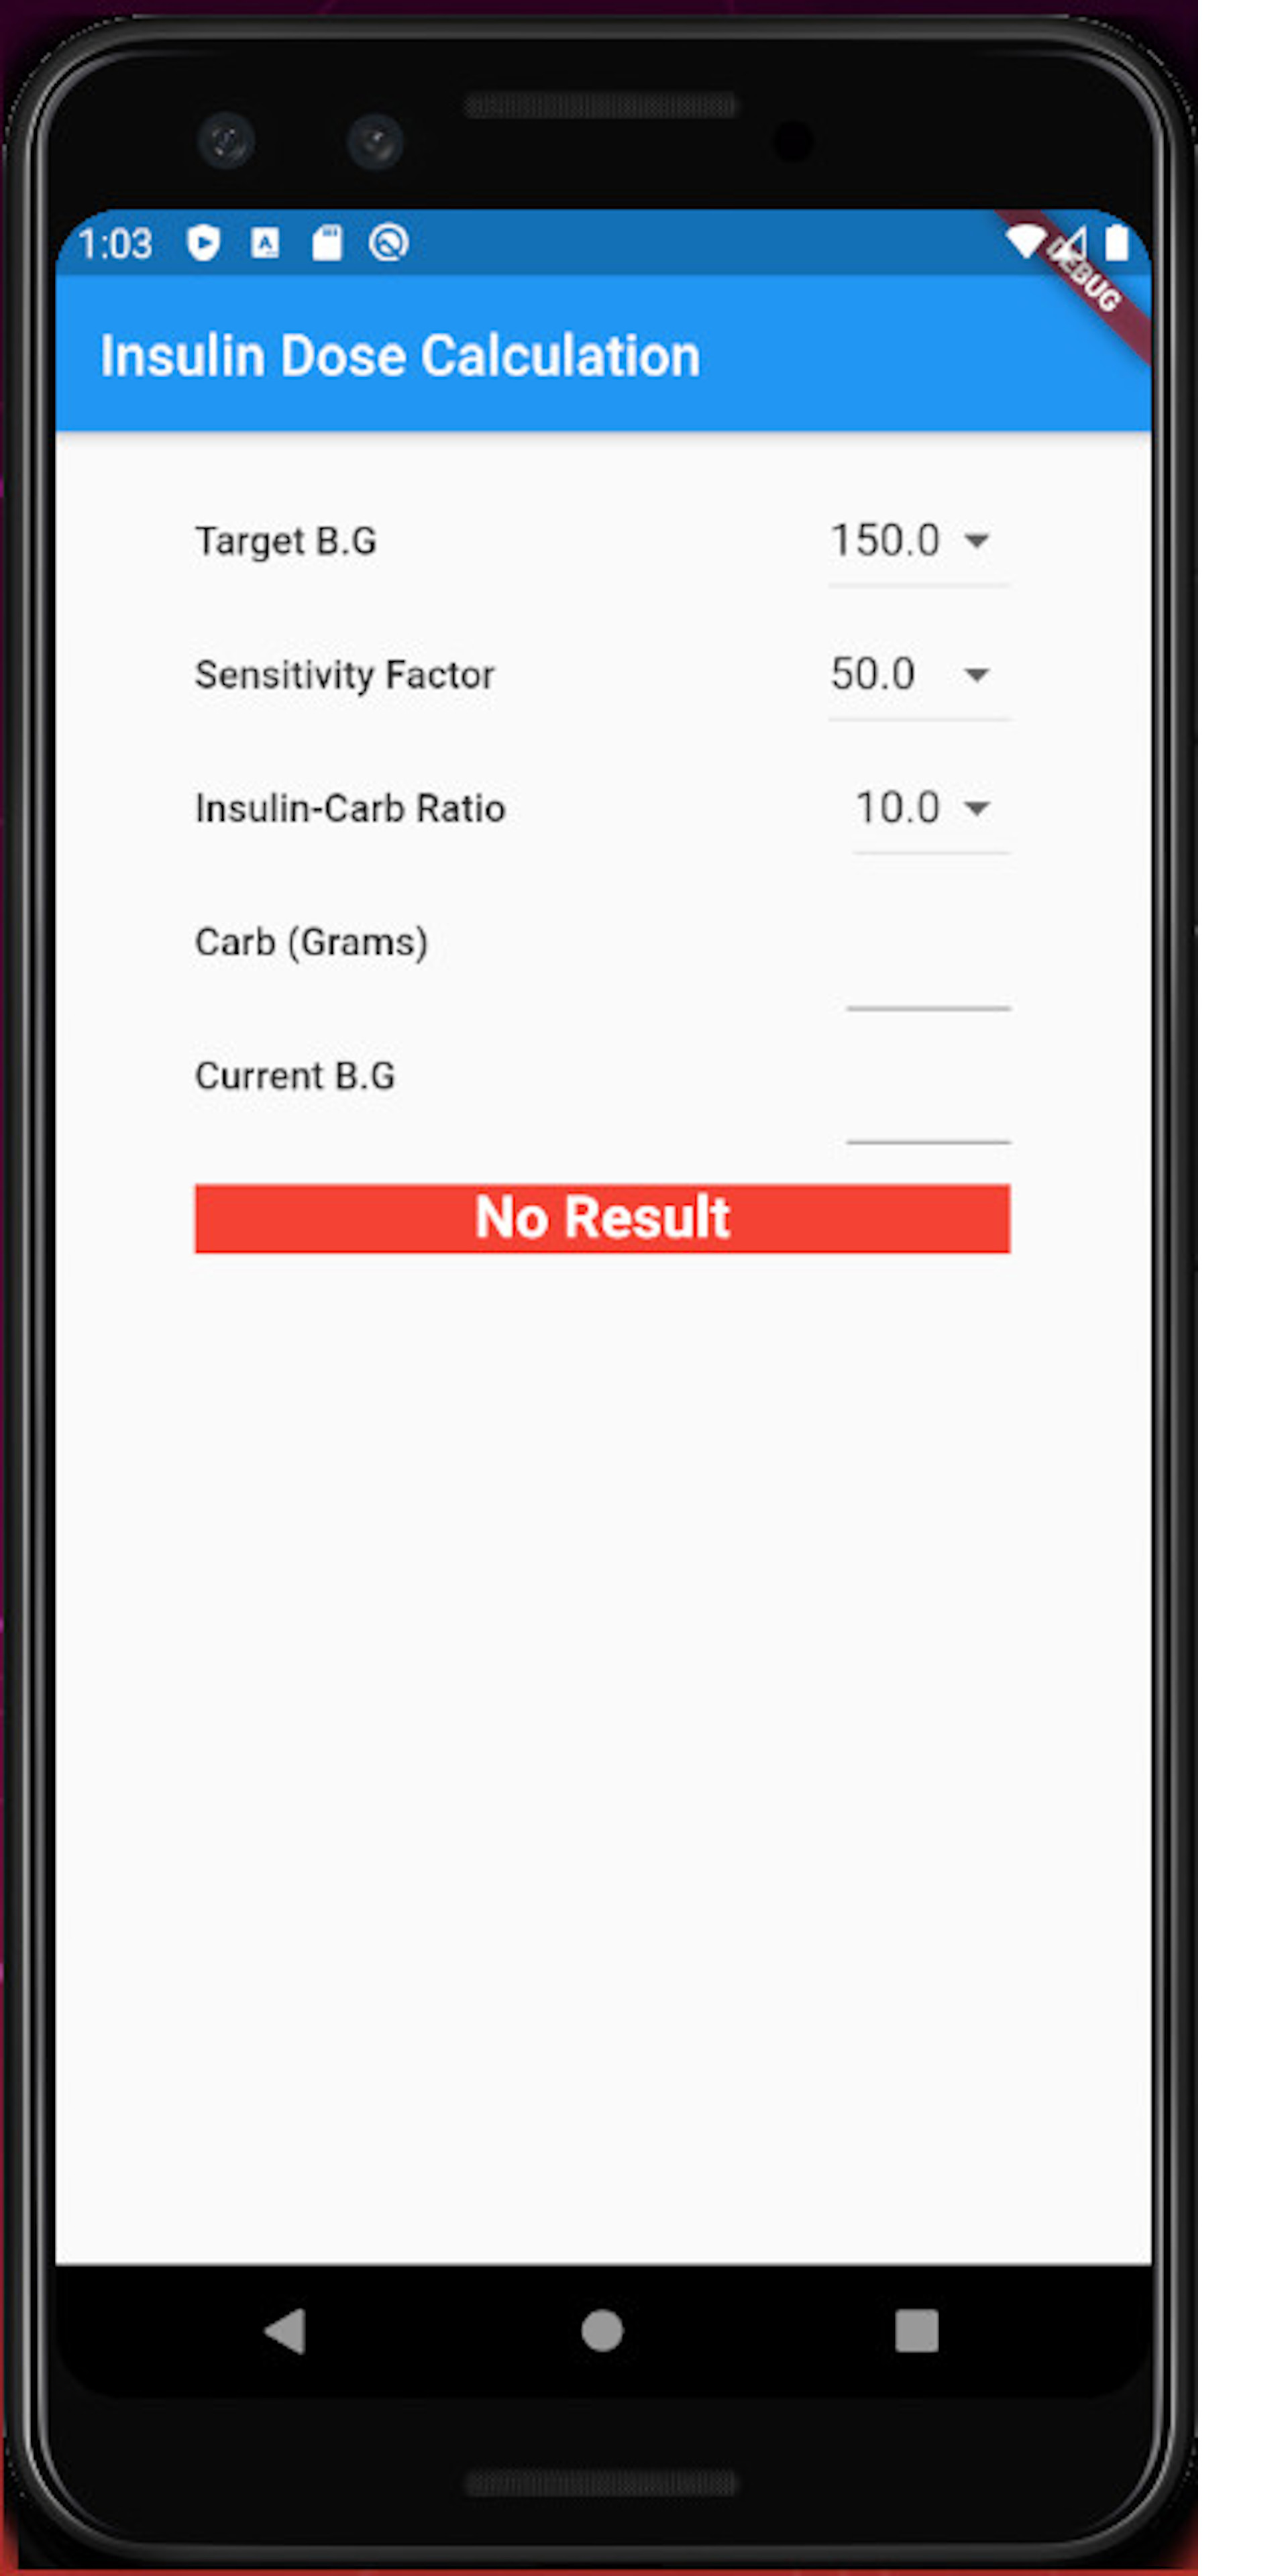 1:03
DEBUG
Insulin Dose Calculation
Target B.G 150.0
Sensitivity Factor 50.0
Insulin-Carb Ratio 10.0
Carb (Grams)
Current B.G
No Result